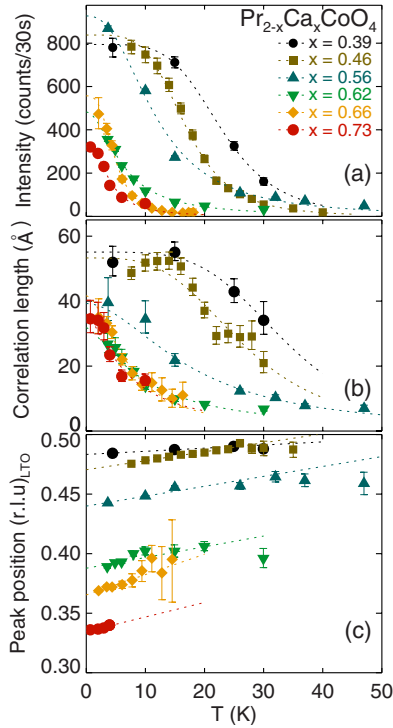 Pr2-xCaxCoO4
x = 0.39
x = 0.46
x = 0.56
x = 0.62
x = 0.66
x = 0.73
Intensity (counts/30s)
800
600
400
200
0
(a)
Correlation length (Å)
60
40
20
0
(b)
Peak position (r.l.u)LTO
0.50
0.45
0.40
0.35
0.30
(c)
0 10 20 30 40 50
T (K)